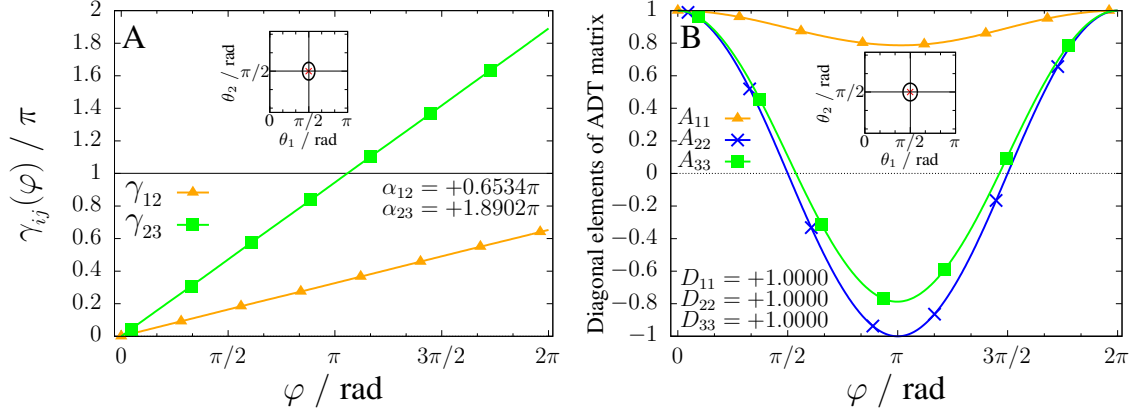 A
γij(φ) / π
2
1.8
1.6
1.4
1.2
1
0.8
0.6
0.4
0.2
0
θ2 / rad
π
π/2
0
0 π/2 π
θ1 / rad
γ12
γ23
α12 = +0.6534π
α23 = +1.8902π
0 π/2 π 3π/2 2π
φ / rad
B
Diagonal elements of ADT matrix
1
0.8
0.6
0.4
0.2
0
−0.2
−0.4
−0.6
−0.8
−1
θ2 / rad
π
π/2
0
0 π/2 π
θ1 / rad
A11
A22
A33
D11 = +1.0000
D22 = +1.0000
D33 = +1.0000
0 π/2 π 3π/2 2π
φ / rad